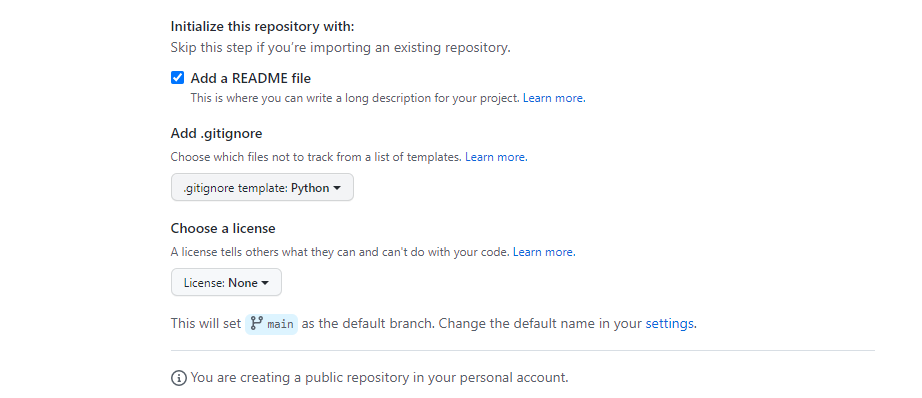 Initialize this repository with:
Skip this step if you're importing an existing repository.
Add a README file
This is where you can write a long description for your project. Learn more.
Add .gitignore
Choose which files not to track from a list of templates. Learn more.
.gitignore template: Python
Choose a license
A license tells others what they can and can't do with your code. Learn more.
License: None
This will set main as the default branch. Change the default name in your settings.
You are creating a public repository in your personal account.